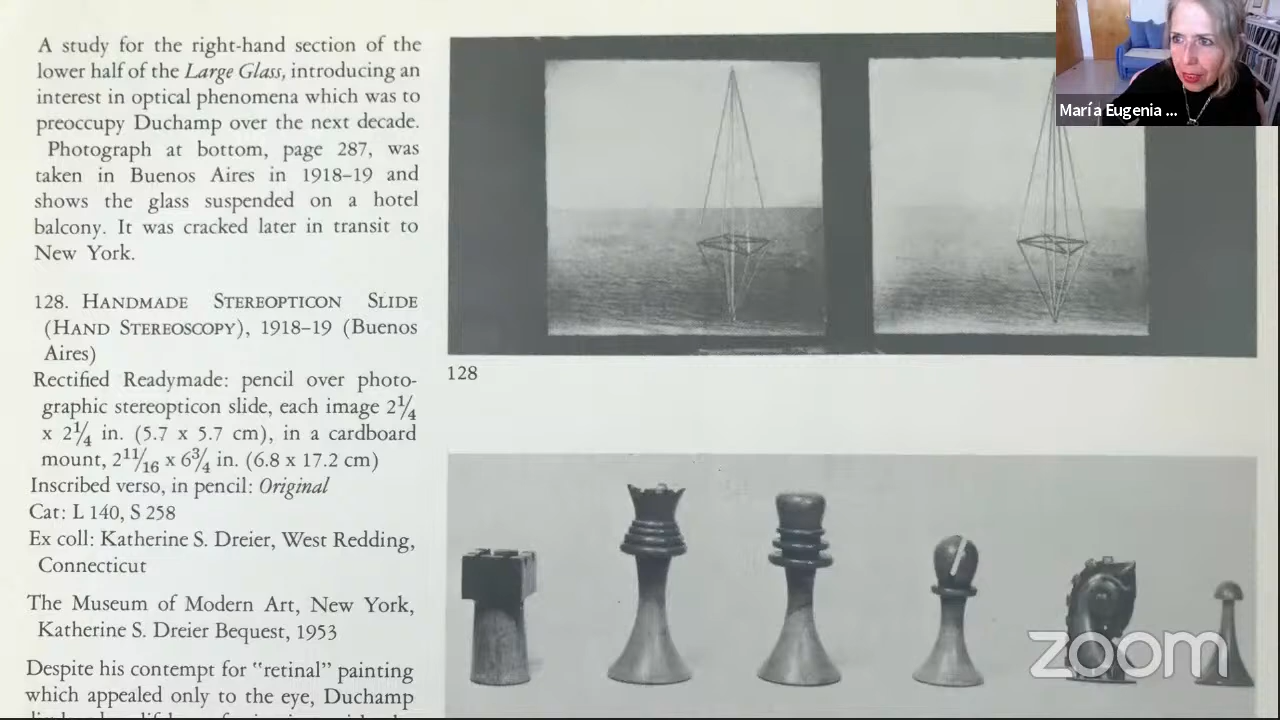 A study for the right-hand section of the
lower half of the Large Glass, introducing an
interest in optical phenomena which was to
preoccupy Duchamp over the next decade.
Photograph at bottom, page 287, was
taken in Buenos Aires in 1918–19 and
shows the glass suspended on a hotel
balcony. It was cracked later in transit to
New York.
128. HANDMADE STEREOPTICON SLIDE
(HAND STEREOSCOPY), 1918–19 (Buenos
Aires)
Rectified Readymade: pencil over photo-
graphic stereopticon slide, each image 2¼
x 2¼ in. (5.7 x 5.7 cm), in a cardboard
mount, 2 11/16 x 6¾ in. (6.8 x 17.2 cm)
Inscribed verso, in pencil: Original
Cat: L 140, S 258
Ex coll: Katherine S. Dreier, West Redding,
Connecticut
The Museum of Modern Art, New York,
Katherine S. Dreier Bequest, 1953
Despite his contempt for "retinal" painting
which appealed only to the eye, Duchamp
128
María Eugenia ...
zoom